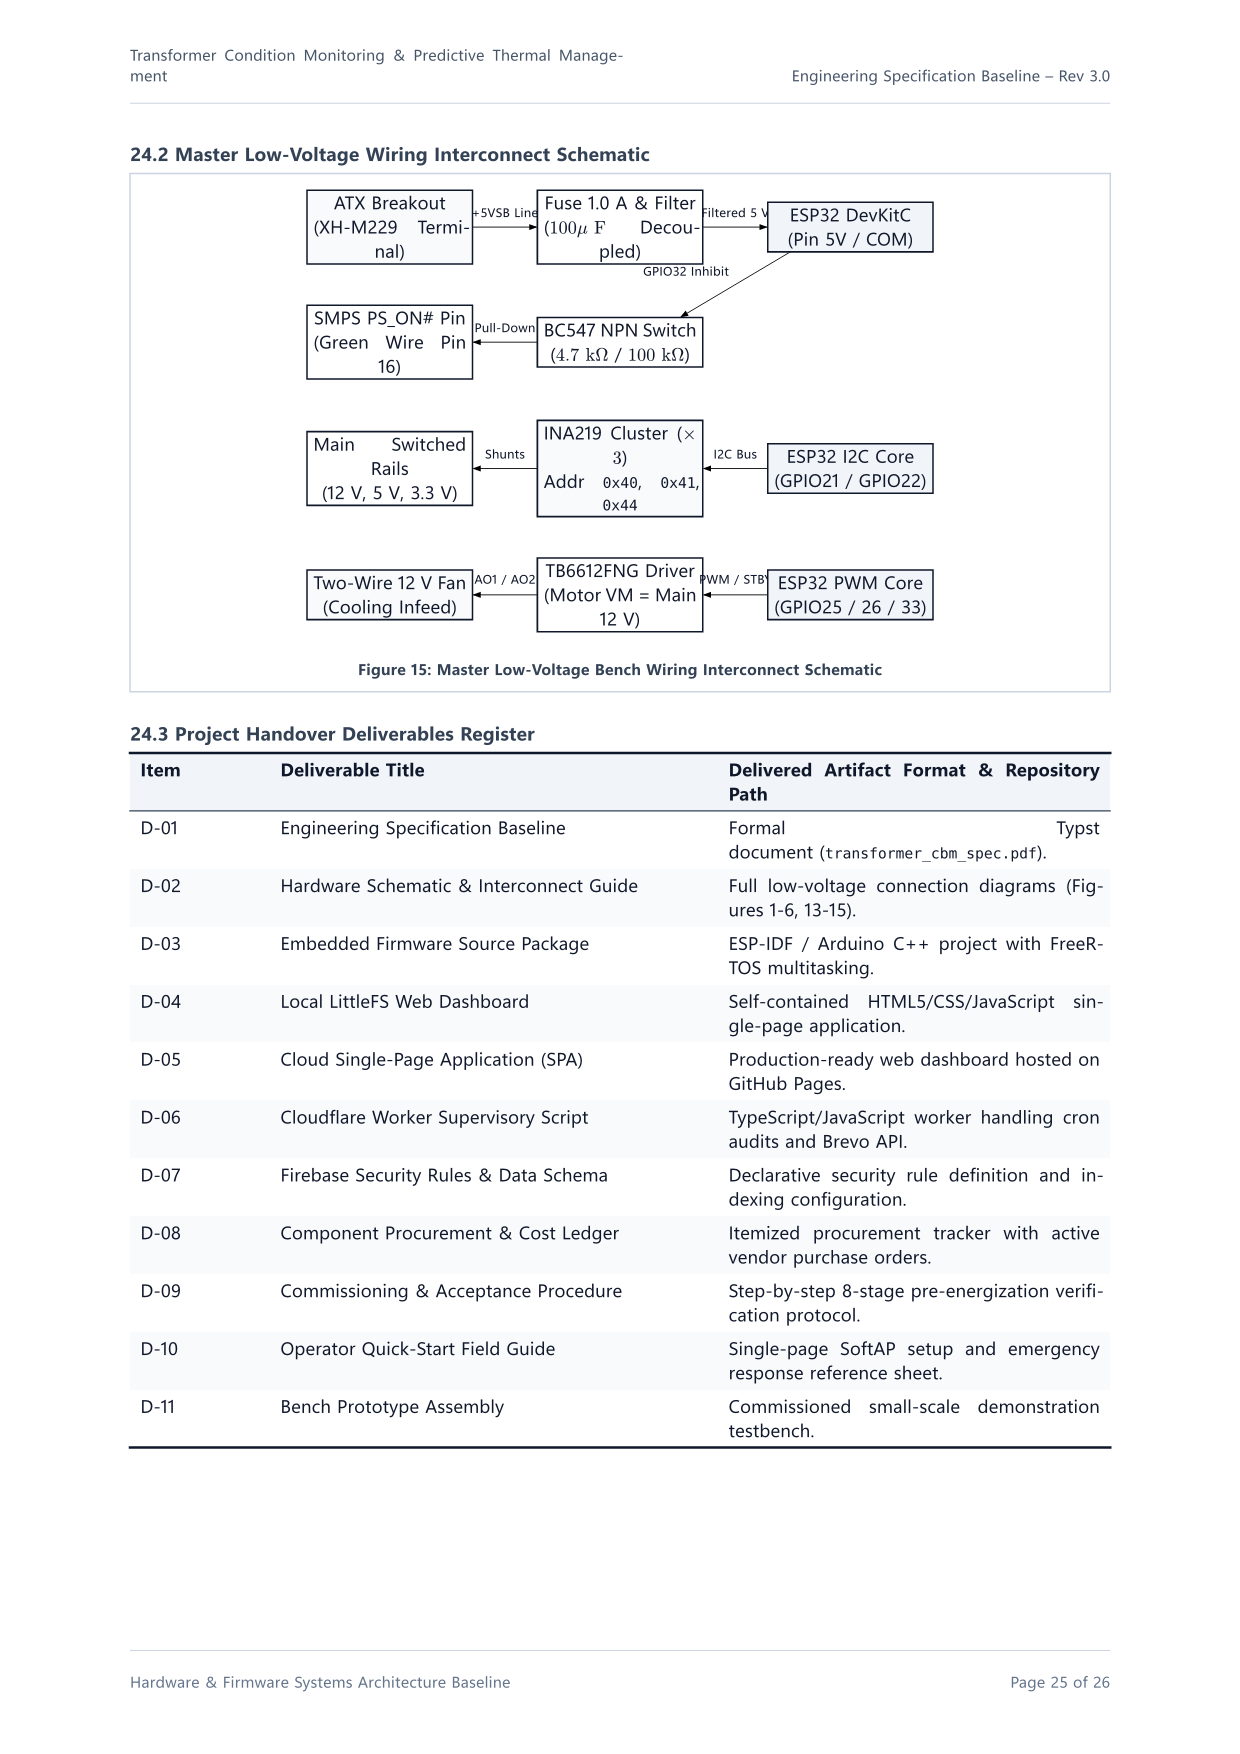 Transformer Condition Monitoring & Predictive Thermal Manage-
ment
Engineering Specification Baseline – Rev 3.0
24.2 Master Low-Voltage Wiring Interconnect Schematic
ATX Breakout
(XH-M229 Termi-
nal)
+5VSB Line
Fuse 1.0 A & Filter
(100μ F Decou-
pled)
Filtered 5 V
ESP32 DevKitC
(Pin 5V / COM)
GPIO32 Inhibit
SMPS PS_ON# Pin
(Green Wire Pin
16)
Pull-Down
BC547 NPN Switch
(4.7 kΩ / 100 kΩ)
Main Switched
Rails
(12 V, 5 V, 3.3 V)
Shunts
INA219 Cluster (×
3)
Addr 0x40, 0x41,
0x44
I2C Bus
ESP32 I2C Core
(GPIO21 / GPIO22)
Two-Wire 12 V Fan
(Cooling Infeed)
AO1 / AO2
TB6612FNG Driver
(Motor VM = Main
12 V)
PWM / STBY
ESP32 PWM Core
(GPIO25 / 26 / 33)
Figure 15: Master Low-Voltage Bench Wiring Interconnect Schematic
24.3 Project Handover Deliverables Register
Item Deliverable Title Delivered Artifact Format & Repository
Path
D-01 Engineering Specification Baseline Formal Typst
document (transformer_cbm_spec.pdf).
D-02 Hardware Schematic & Interconnect Guide Full low-voltage connection diagrams (Fig-
ures 1-6, 13-15).
D-03 Embedded Firmware Source Package ESP-IDF / Arduino C++ project with FreeR-
TOS multitasking.
D-04 Local LittleFS Web Dashboard Self-contained HTML5/CSS/JavaScript sin-
gle-page application.
D-05 Cloud Single-Page Application (SPA) Production-ready web dashboard hosted on
GitHub Pages.
D-06 Cloudflare Worker Supervisory Script TypeScript/JavaScript worker handling cron
audits and Brevo API.
D-07 Firebase Security Rules & Data Schema Declarative security rule definition and in-
dexing configuration.
D-08 Component Procurement & Cost Ledger Itemized procurement tracker with active
vendor purchase orders.
D-09 Commissioning & Acceptance Procedure Step-by-step 8-stage pre-energization verifi-
cation protocol.
D-10 Operator Quick-Start Field Guide Single-page SoftAP setup and emergency
response reference sheet.
D-11 Bench Prototype Assembly Commissioned small-scale demonstration
testbench.
Hardware & Firmware Systems Architecture Baseline
Page 25 of 26